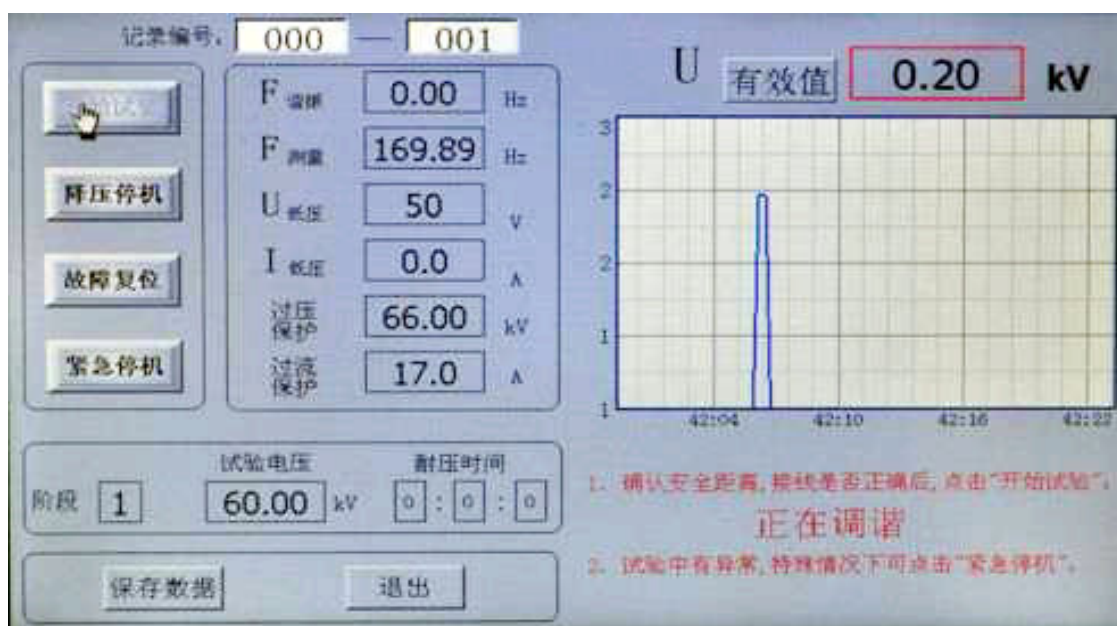 记录编号: 000 — 001
U 有效值 0.20 kV
F 谐振 0.00 Hz
F 测量 169.89 Hz
降压停机
U 低压 50 V
I 低压 0.0 A
故障复位
过压保护 66.00 kV
紧急停机
过流保护 17.0 A
3
2
2
1
1
42:04 42:10 42:16 42:22
试验电压 耐压时间
阶段 1 60.00 kV 0 : 0 : 0
1. 确认安全距离,接线是否正确后,点击"开始试验"。
正在调谐
2. 试验中有异常,特殊情况下可点击"紧急停机"。
保存数据 退出